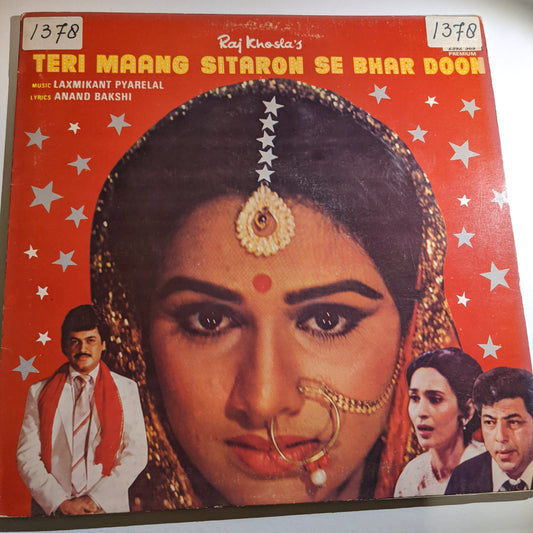 1378
1378
Raj Khosla's
PREMIUM
TERI MAANG SITARON SE BHAR DOON
MUSIC LAXMIKANT PYARELAL
LYRICS ANAND BAKSHI